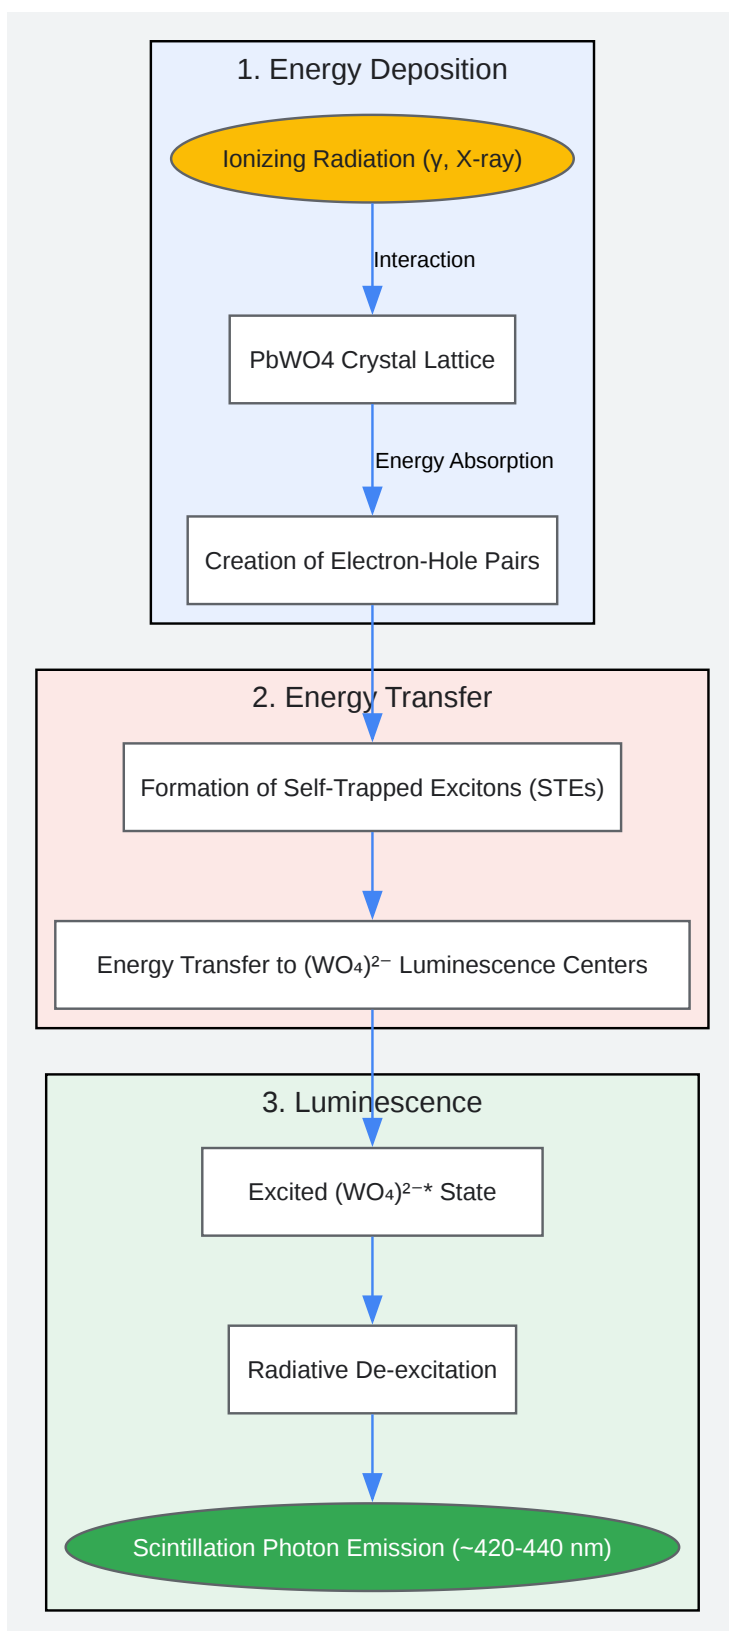 1. Energy Deposition
Ionizing Radiation (γ, X-ray)
Interaction
PbWO4 Crystal Lattice
Energy Absorption
Creation of Electron-Hole Pairs
2. Energy Transfer
Formation of Self-Trapped Excitons (STEs)
Energy Transfer to (WO₄)²⁻ Luminescence Centers
3. Luminescence
Excited (WO₄)²⁻* State
Radiative De-excitation
Scintillation Photon Emission (~420-440 nm)